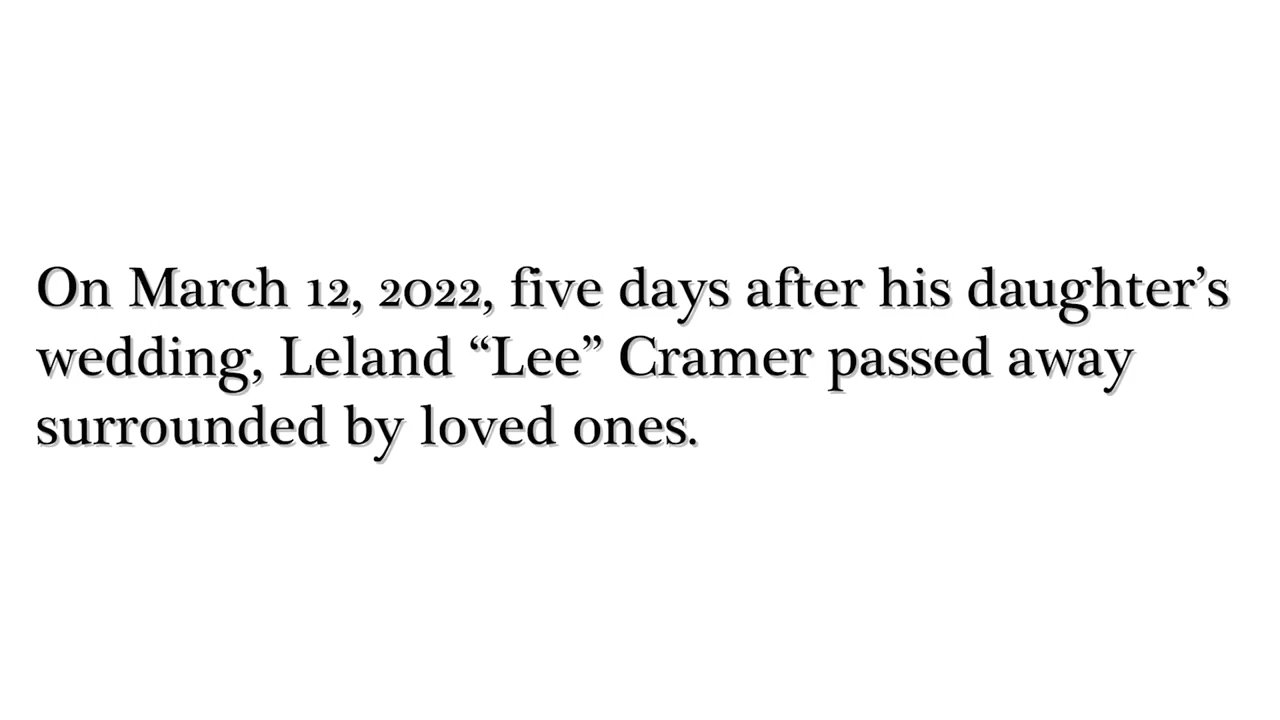 On March 12, 2022, five days after his daughter’s
wedding, Leland “Lee” Cramer passed away
surrounded by loved ones.